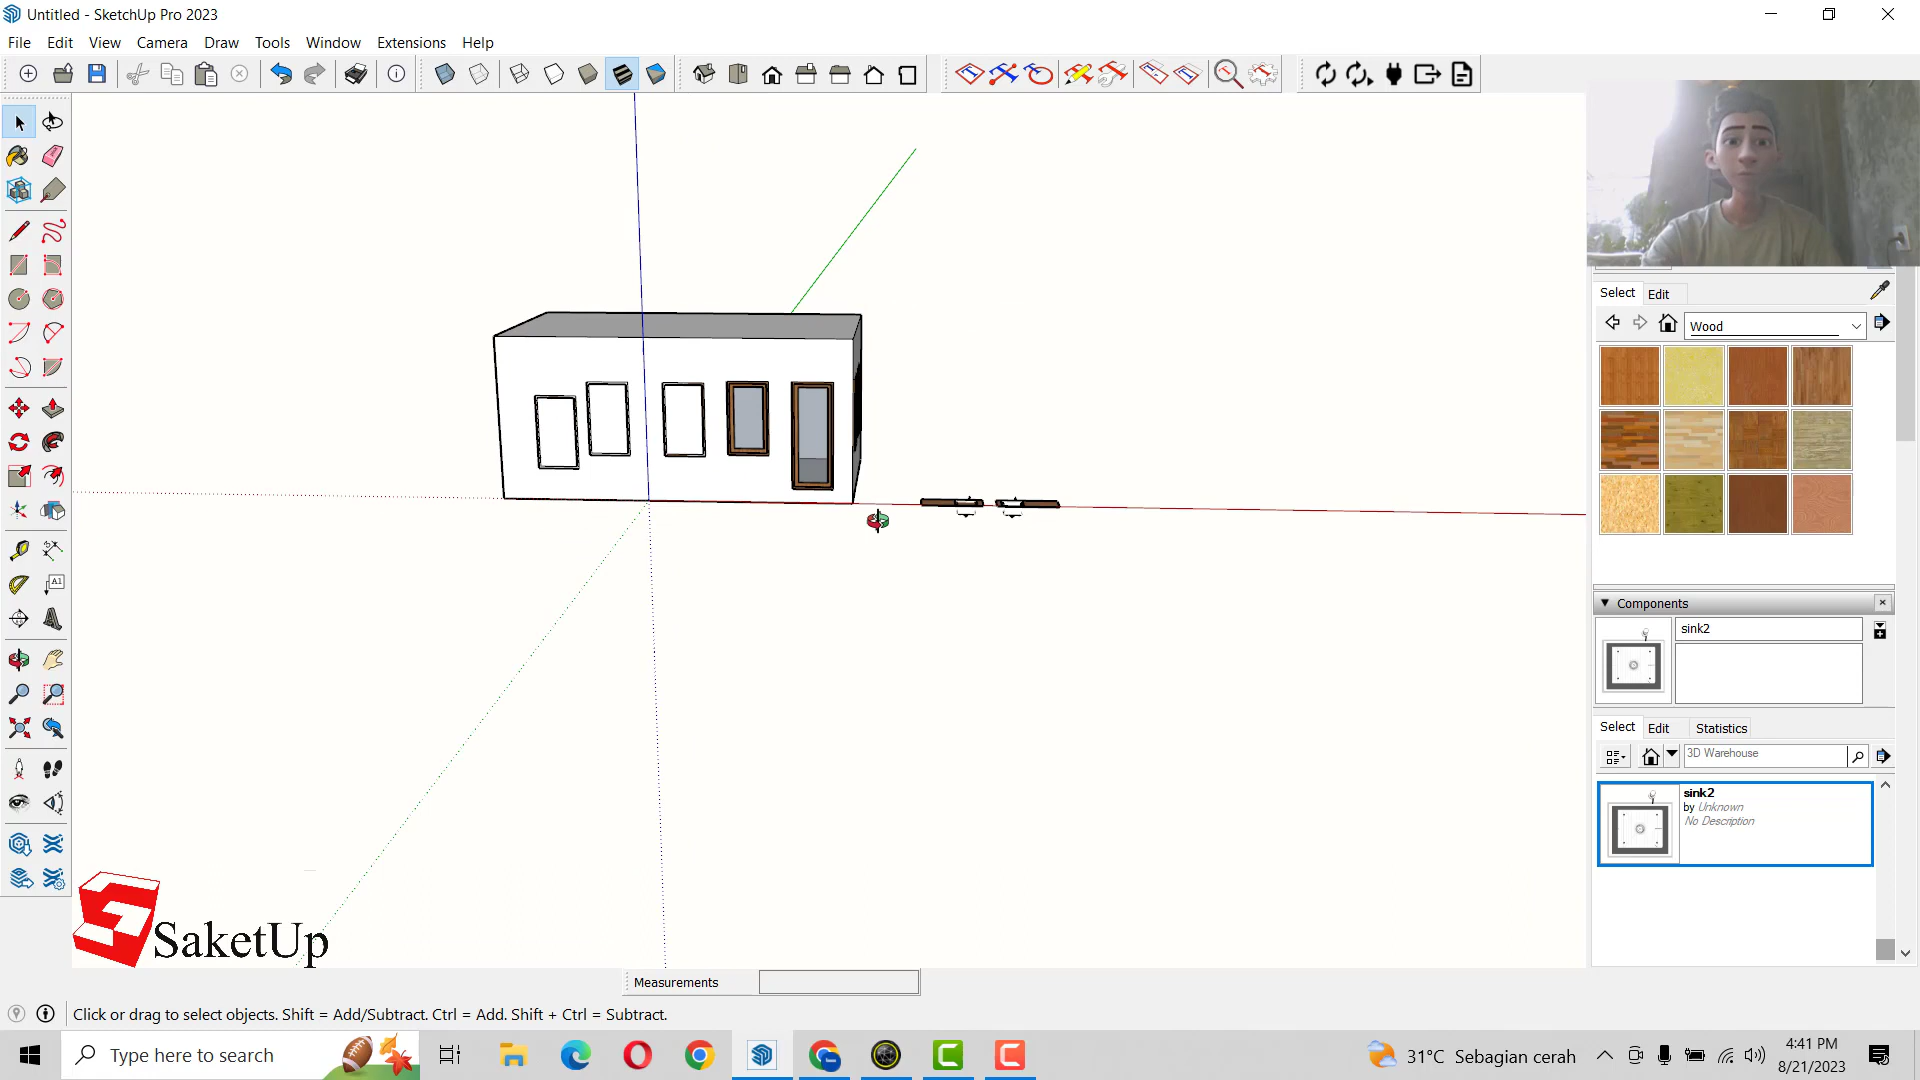 Untitled - SketchUp Pro 2023
File Edit View Camera Draw Tools Window Extensions Help
Select Edit
Wood
Components
sink2
Select Edit Statistics
3D Warehouse
sink2
by Unknown
No Description
A1
SaketUp
Measurements
Click or drag to select objects. Shift = Add/Subtract. Ctrl = Add. Shift + Ctrl = Subtract.
Type here to search
31°C Sebagian cerah
4:41 PM
8/21/2023